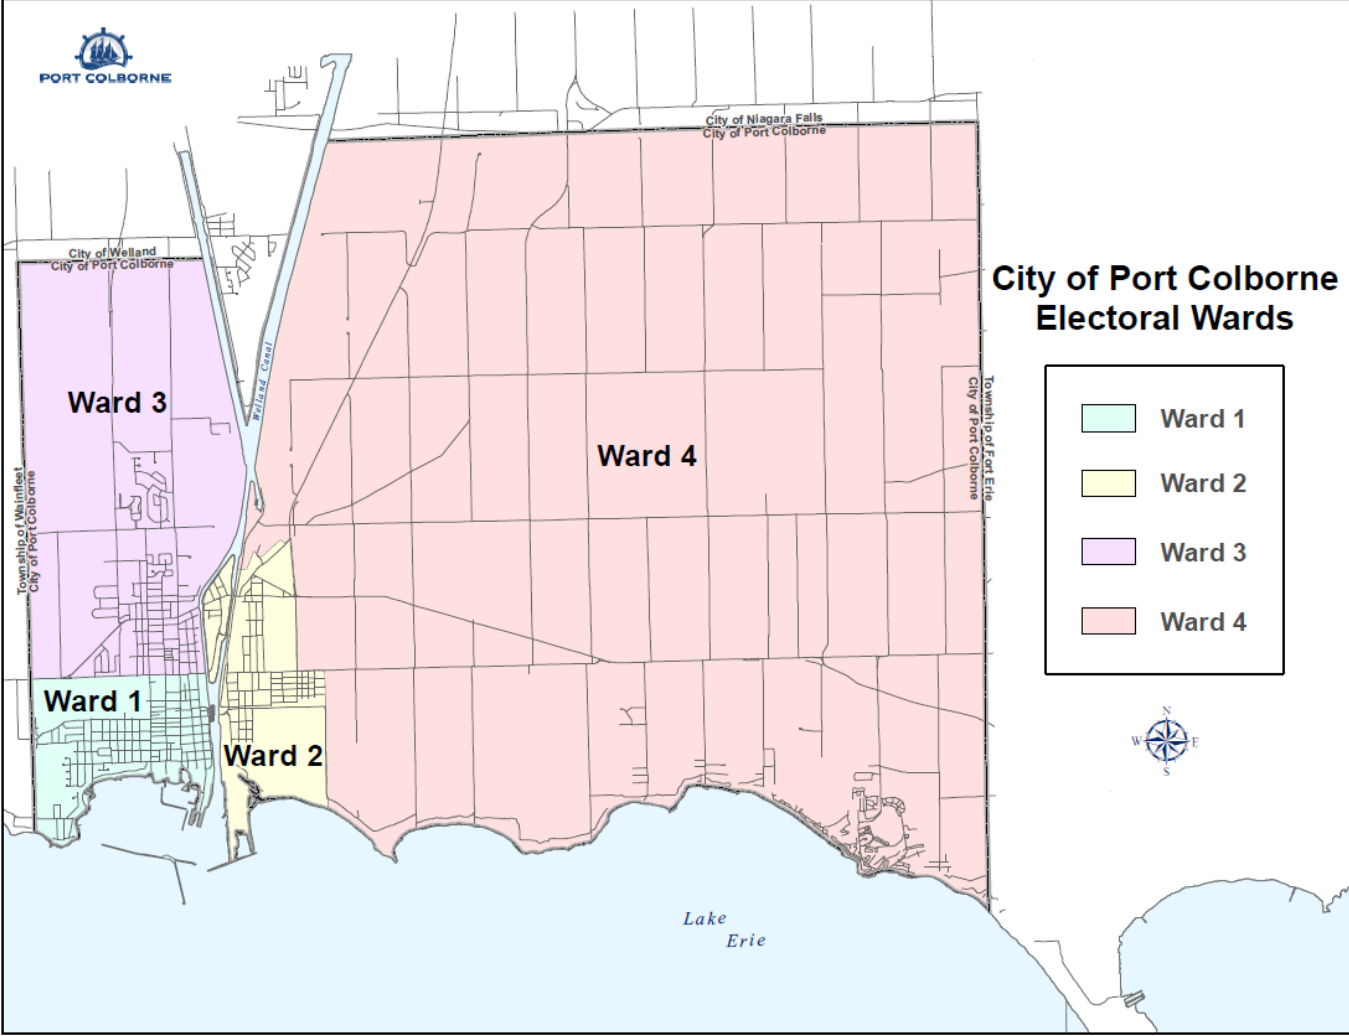 PORT COLBORNE
City of Niagara Falls
City of Port Colborne
City of Welland
City of Port Colborne
City of Port Colborne
Electoral Wards
Welland Canal
Ward 3
Ward 4
Township of Fort Erie
City of Port Colborne
Township of Wainfleet
City of Port Colborne
Ward 1
Ward 2
Ward 1
Ward 2
Ward 3
Ward 4
N
W
E
S
Lake
Erie